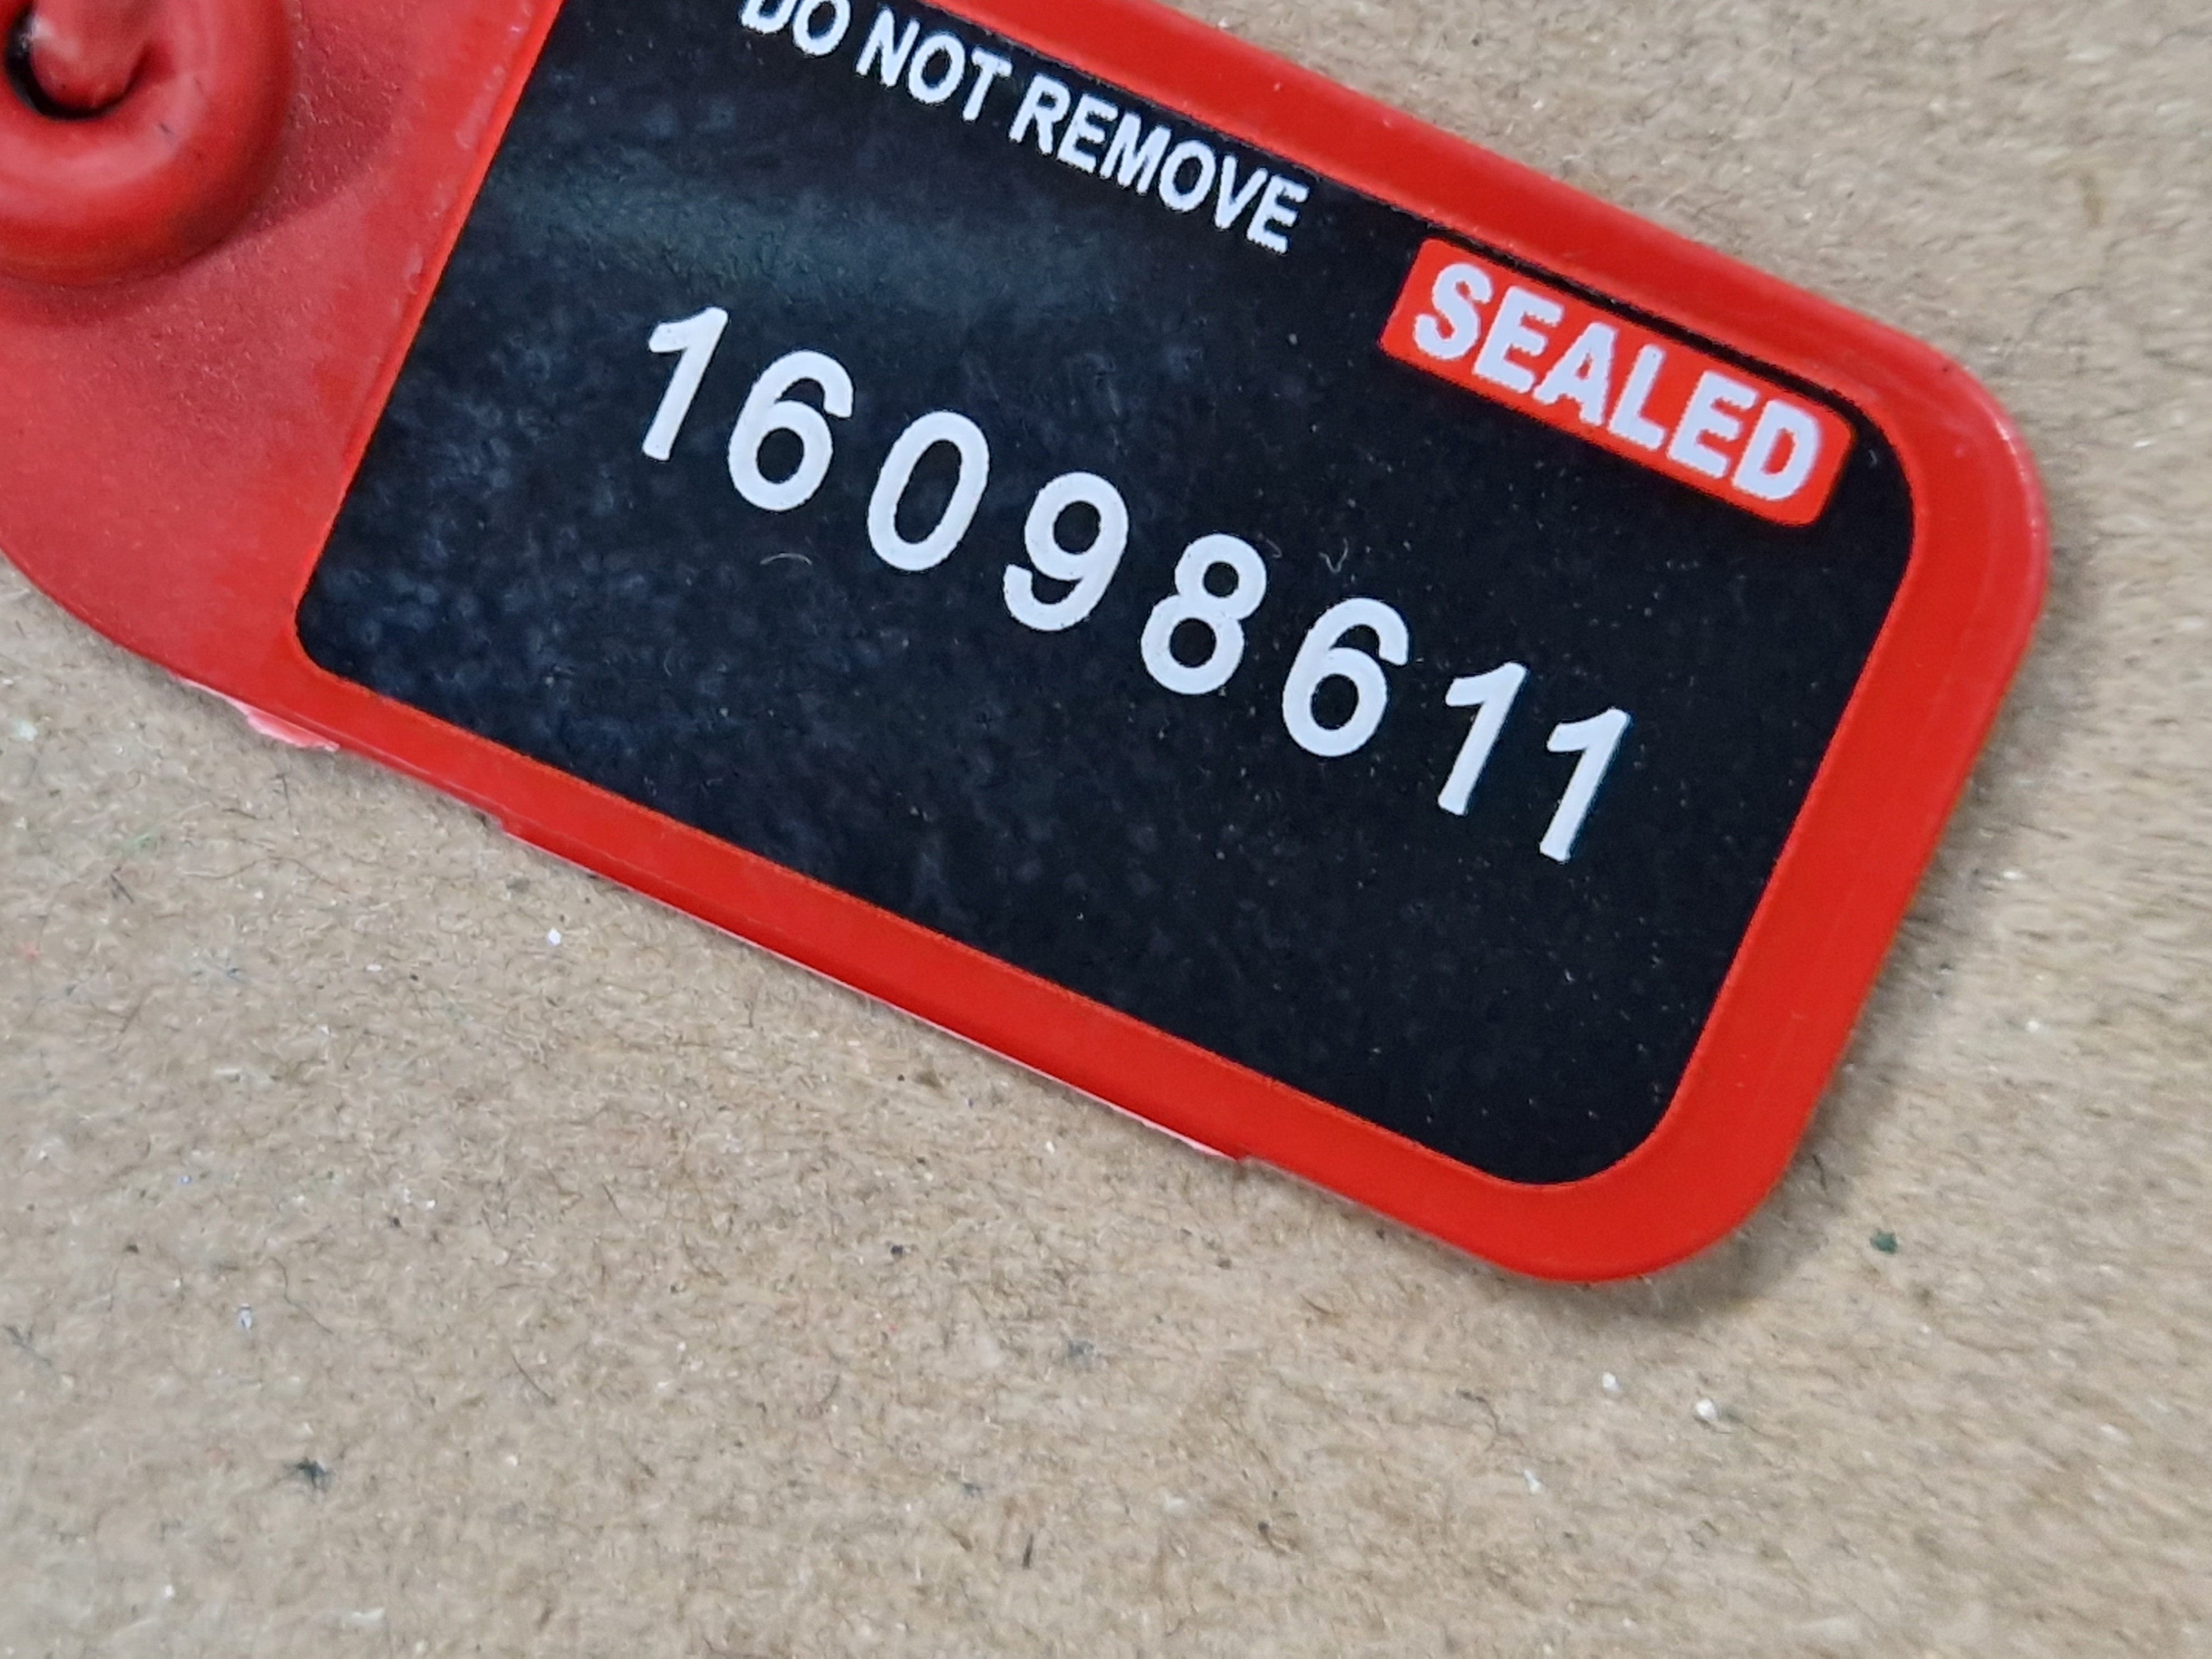 DO NOT REMOVE
SEALED
16098611